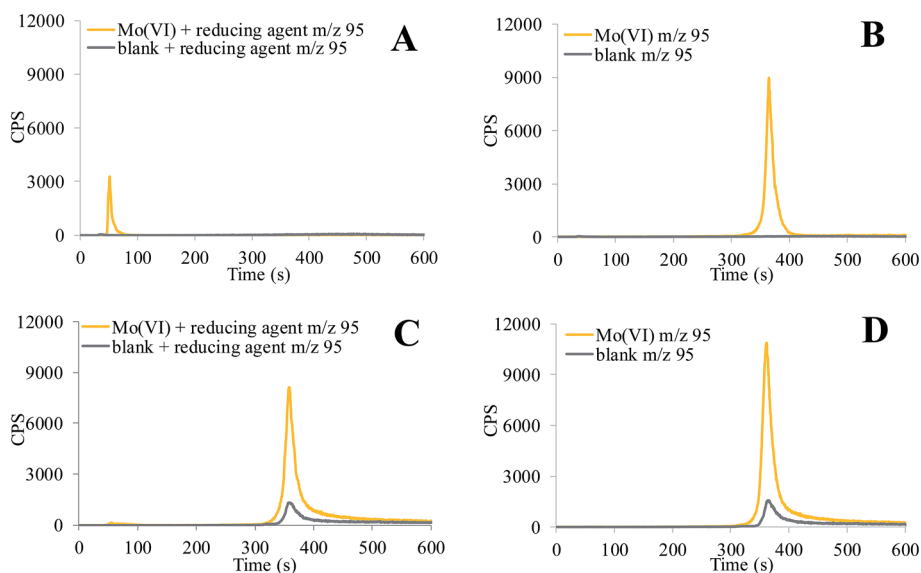 12000
9000
6000
3000
0
CPS
Mo(VI) + reducing agent m/z 95
blank + reducing agent m/z 95
A
0 100 200 300 400 500 600
Time (s)
12000
9000
6000
3000
0
CPS
Mo(VI) m/z 95
blank m/z 95
B
0 100 200 300 400 500 600
Time (s)
12000
9000
6000
3000
0
CPS
Mo(VI) + reducing agent m/z 95
blank + reducing agent m/z 95
C
0 100 200 300 400 500 600
Time (s)
12000
9000
6000
3000
0
CPS
Mo(VI) m/z 95
blank m/z 95
D
0 100 200 300 400 500 600
Time (s)